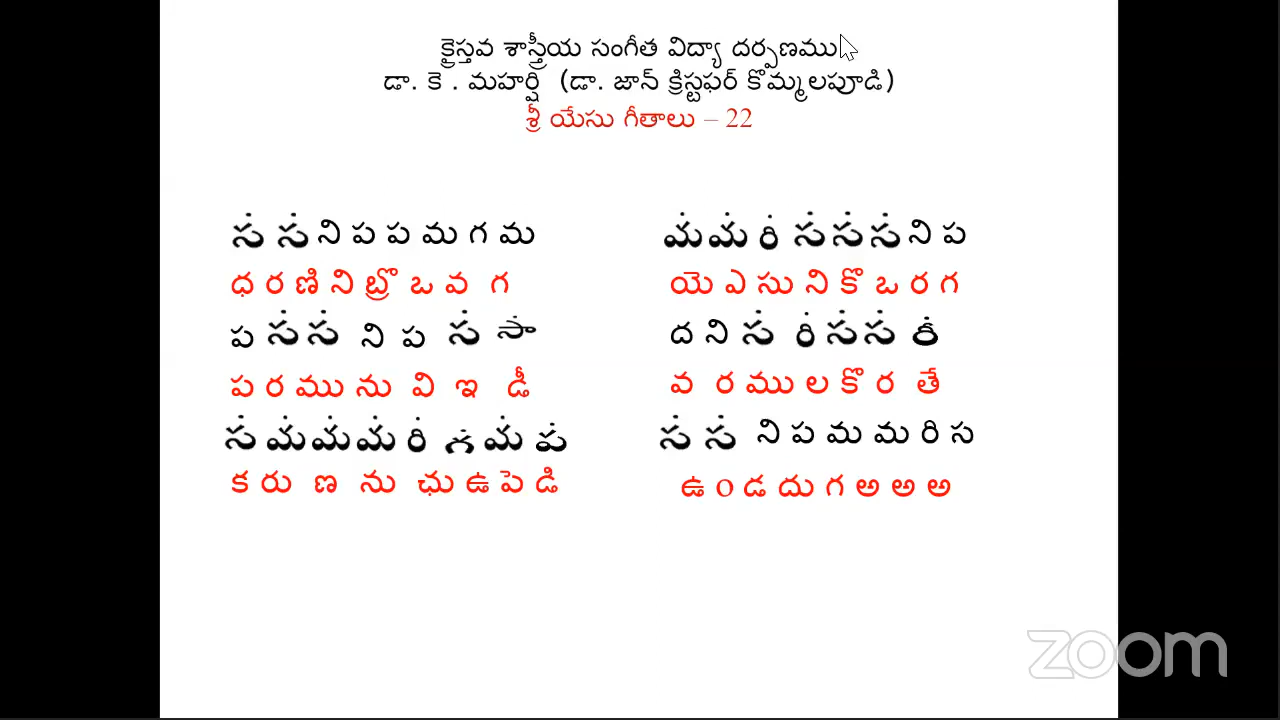 క్రైస్తవ శాస్త్రీయ సంగీత విద్యా దర్పణము
డా. కె . మహర్షి (డా. జాన్ క్రిస్టఫర్ కొమ్మలపూడి)
శ్రీ యేసు గీతాలు – 22
స̇ స̇ ని ప ప మ గ మ మ̇ మ̇ రి̇ స̇ స̇ స̇ ని ప
ధ ర ణి ని బ్రొ ఒ వ గ యె ఎ సు ని కొ ఒ ర గ
ప స̇ స̇ ని ప స̇ సా̇ ద ని స̇ రి̇ స̇ స̇ రీ̇
ప ర ము ను వి ఇ డీ వ ర ము ల కొ ర తే
స̇ మ̇ మ̇ మ̇ రి̇ గ̇ మ̇ ప̇ స̇ స̇ ని ప మ మ రి స
క రు ణ ను ఛు ఉ పె డి ఉ ం డ దు గ అ అ అ
zoom